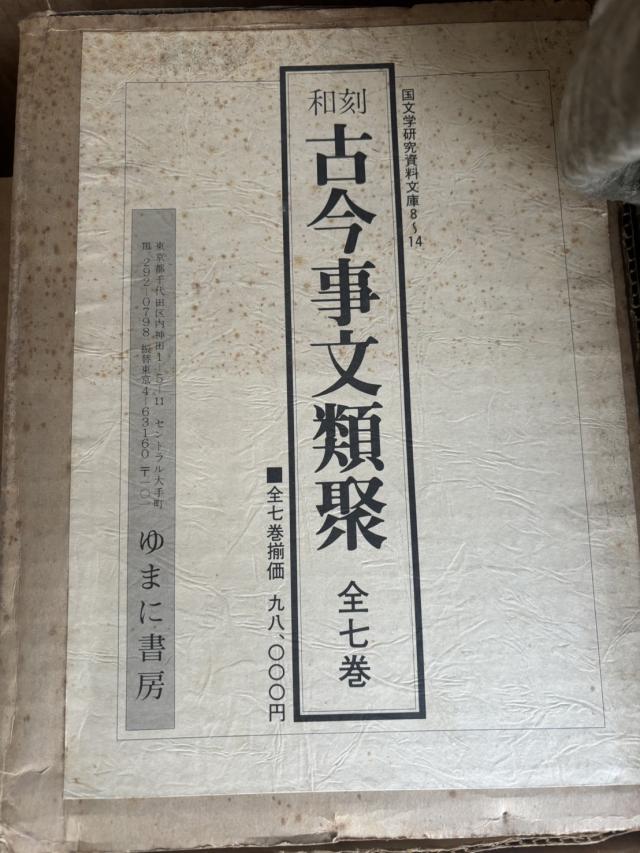 国文学研究資料文庫8〜14
和刻
古今事文類聚 全七巻
■全七巻揃価 九八、〇〇〇円
東京都千代田区内神田1−5−11 セントラル大手町
TEL292−0798 振替東京4−63160 〒一〇一
ゆまに書房